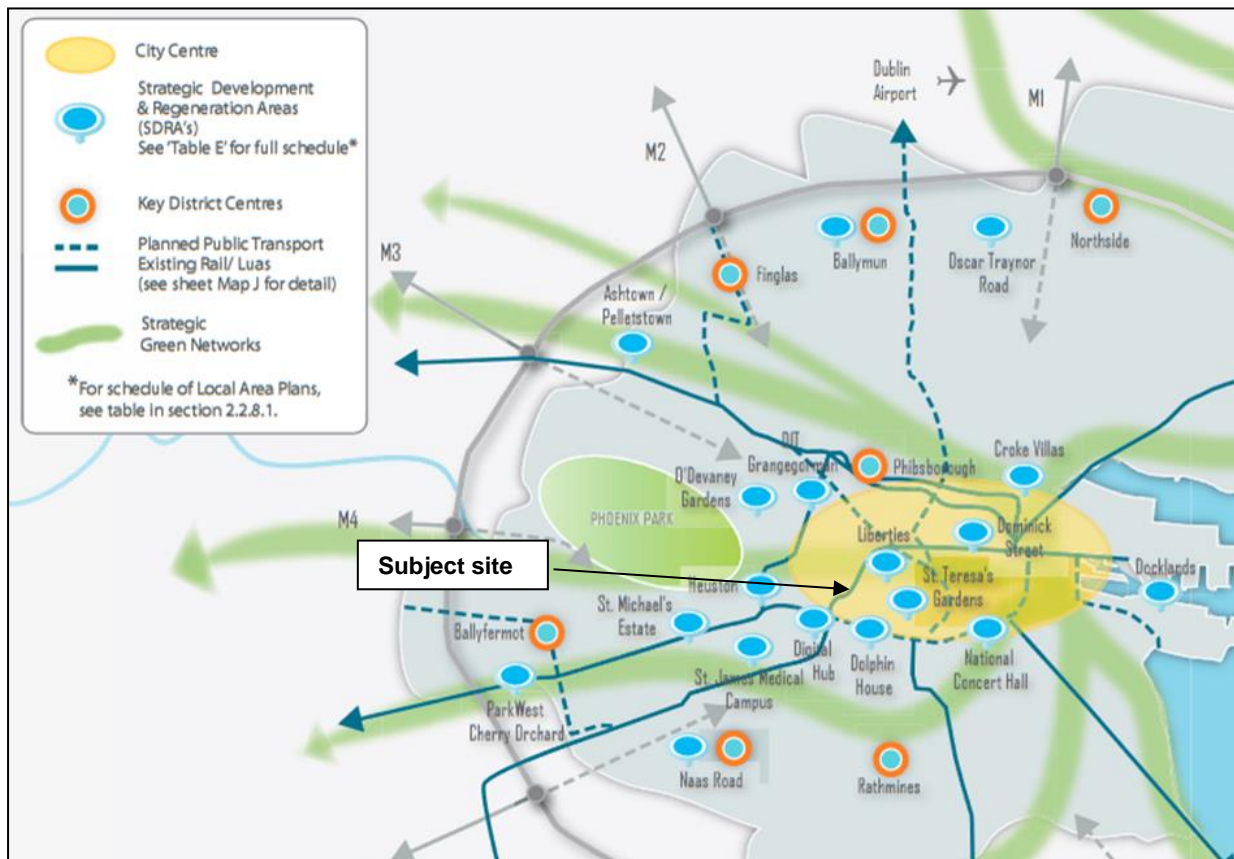 City Centre
Strategic Development
& Regeneration Areas
(SDRA's)
See 'Table E' for full schedule*
Key District Centres
Planned Public Transport
Existing Rail/ Luas
(see sheet Map J for detail)
Strategic
Green Networks
*For schedule of Local Area Plans,
see table in section 2.2.8.1.
Dublin
Airport
M1
M2
M3
M4
Ballymun
Oscar Traynor
Road
Northside
Finglas
Ashtown /
Pelletstown
DIT
Grangegorman
O'Devaney
Gardens
Phibsborough
Croke Villas
PHOENIX PARK
Liberties
Dominick
Street
Subject site
Heuston
St. Teresa's
Gardens
Docklands
St. Michael's
Estate
Ballyfermot
Digital
Hub
Dolphin
House
National
Concert Hall
St. James Medical
Campus
ParkWest
Cherry Orchard
Naas Road
Rathmines